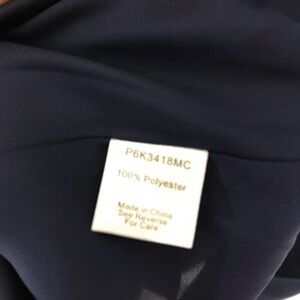 P6K3418MC
100% Polyester
Made in China
See Reverse
For Care